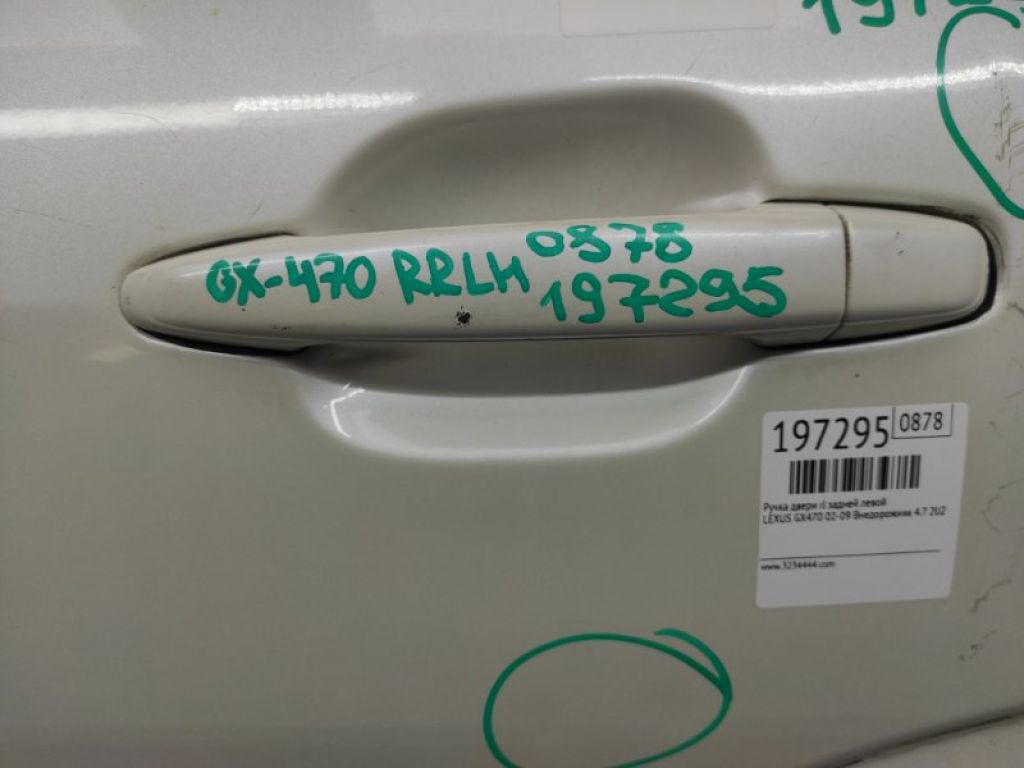 GX-470 RRLH 0878
197295
197295 0878
Ручка двери rl задней левой
LEXUS GX470 02-09 Внедорожник 4.7 2UZ
www.3234444.com